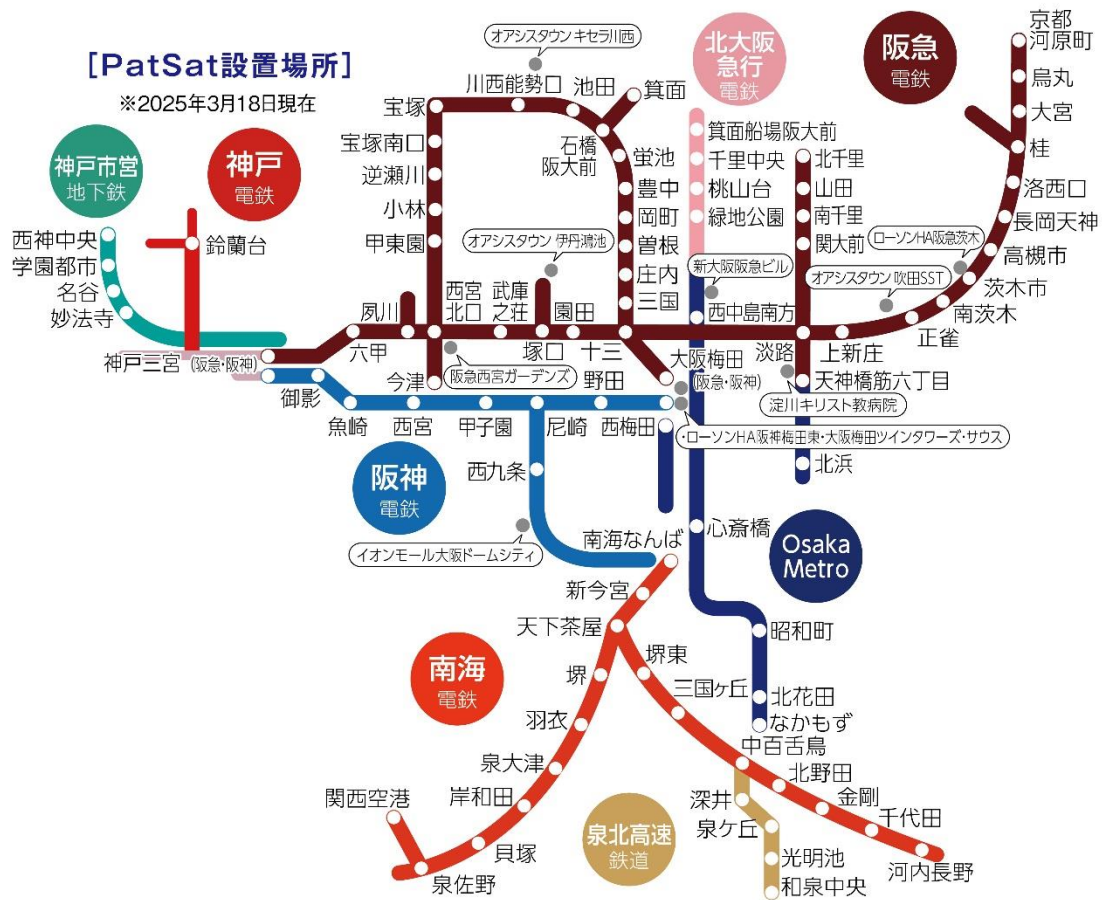 [PatSat設置場所]
※2025年3月18日現在
神戸市営
地下鉄
神戸
電鉄
北大阪
急行
電鉄
阪急
電鉄
阪神
電鉄
Osaka
Metro
南海
電鉄
泉北高速
鉄道
オアシスタウン キセラ川西
川西能勢口
池田
箕面
宝塚
宝塚南口
逆瀬川
小林
甲東園
石橋
阪大前
蛍池
豊中
岡町
曽根
庄内
三国
箕面船場阪大前
千里中央
桃山台
緑地公園
北千里
山田
南千里
関大前
京都
河原町
烏丸
大宮
桂
洛西口
長岡天神
高槻市
茨木市
南茨木
正雀
上新庄
ローソンHA阪急茨木
オアシスタウン 吹田SST
オアシスタウン 伊丹鴻池
新大阪阪急ビル
西神中央
学園都市
名谷
妙法寺
鈴蘭台
神戸三宮
(阪急・阪神)
六甲
夙川
西宮
北口
武庫
之荘
塚口
園田
十三
西中島南方
淡路
天神橋筋六丁目
大阪梅田
(阪急・阪神)
今津
阪急西宮ガーデンズ
野田
淀川キリスト教病院
・ローソンHA阪神梅田東・大阪梅田ツインタワーズ・サウス
御影
魚崎
西宮
甲子園
尼崎
西梅田
北浜
西九条
イオンモール大阪ドームシティ
心斎橋
南海なんば
新今宮
天下茶屋
昭和町
堺
堺東
三国ヶ丘
北花田
なかもず
羽衣
中百舌鳥
泉大津
北野田
関西空港
岸和田
深井
金剛
泉ケ丘
千代田
貝塚
光明池
河内長野
泉佐野
和泉中央